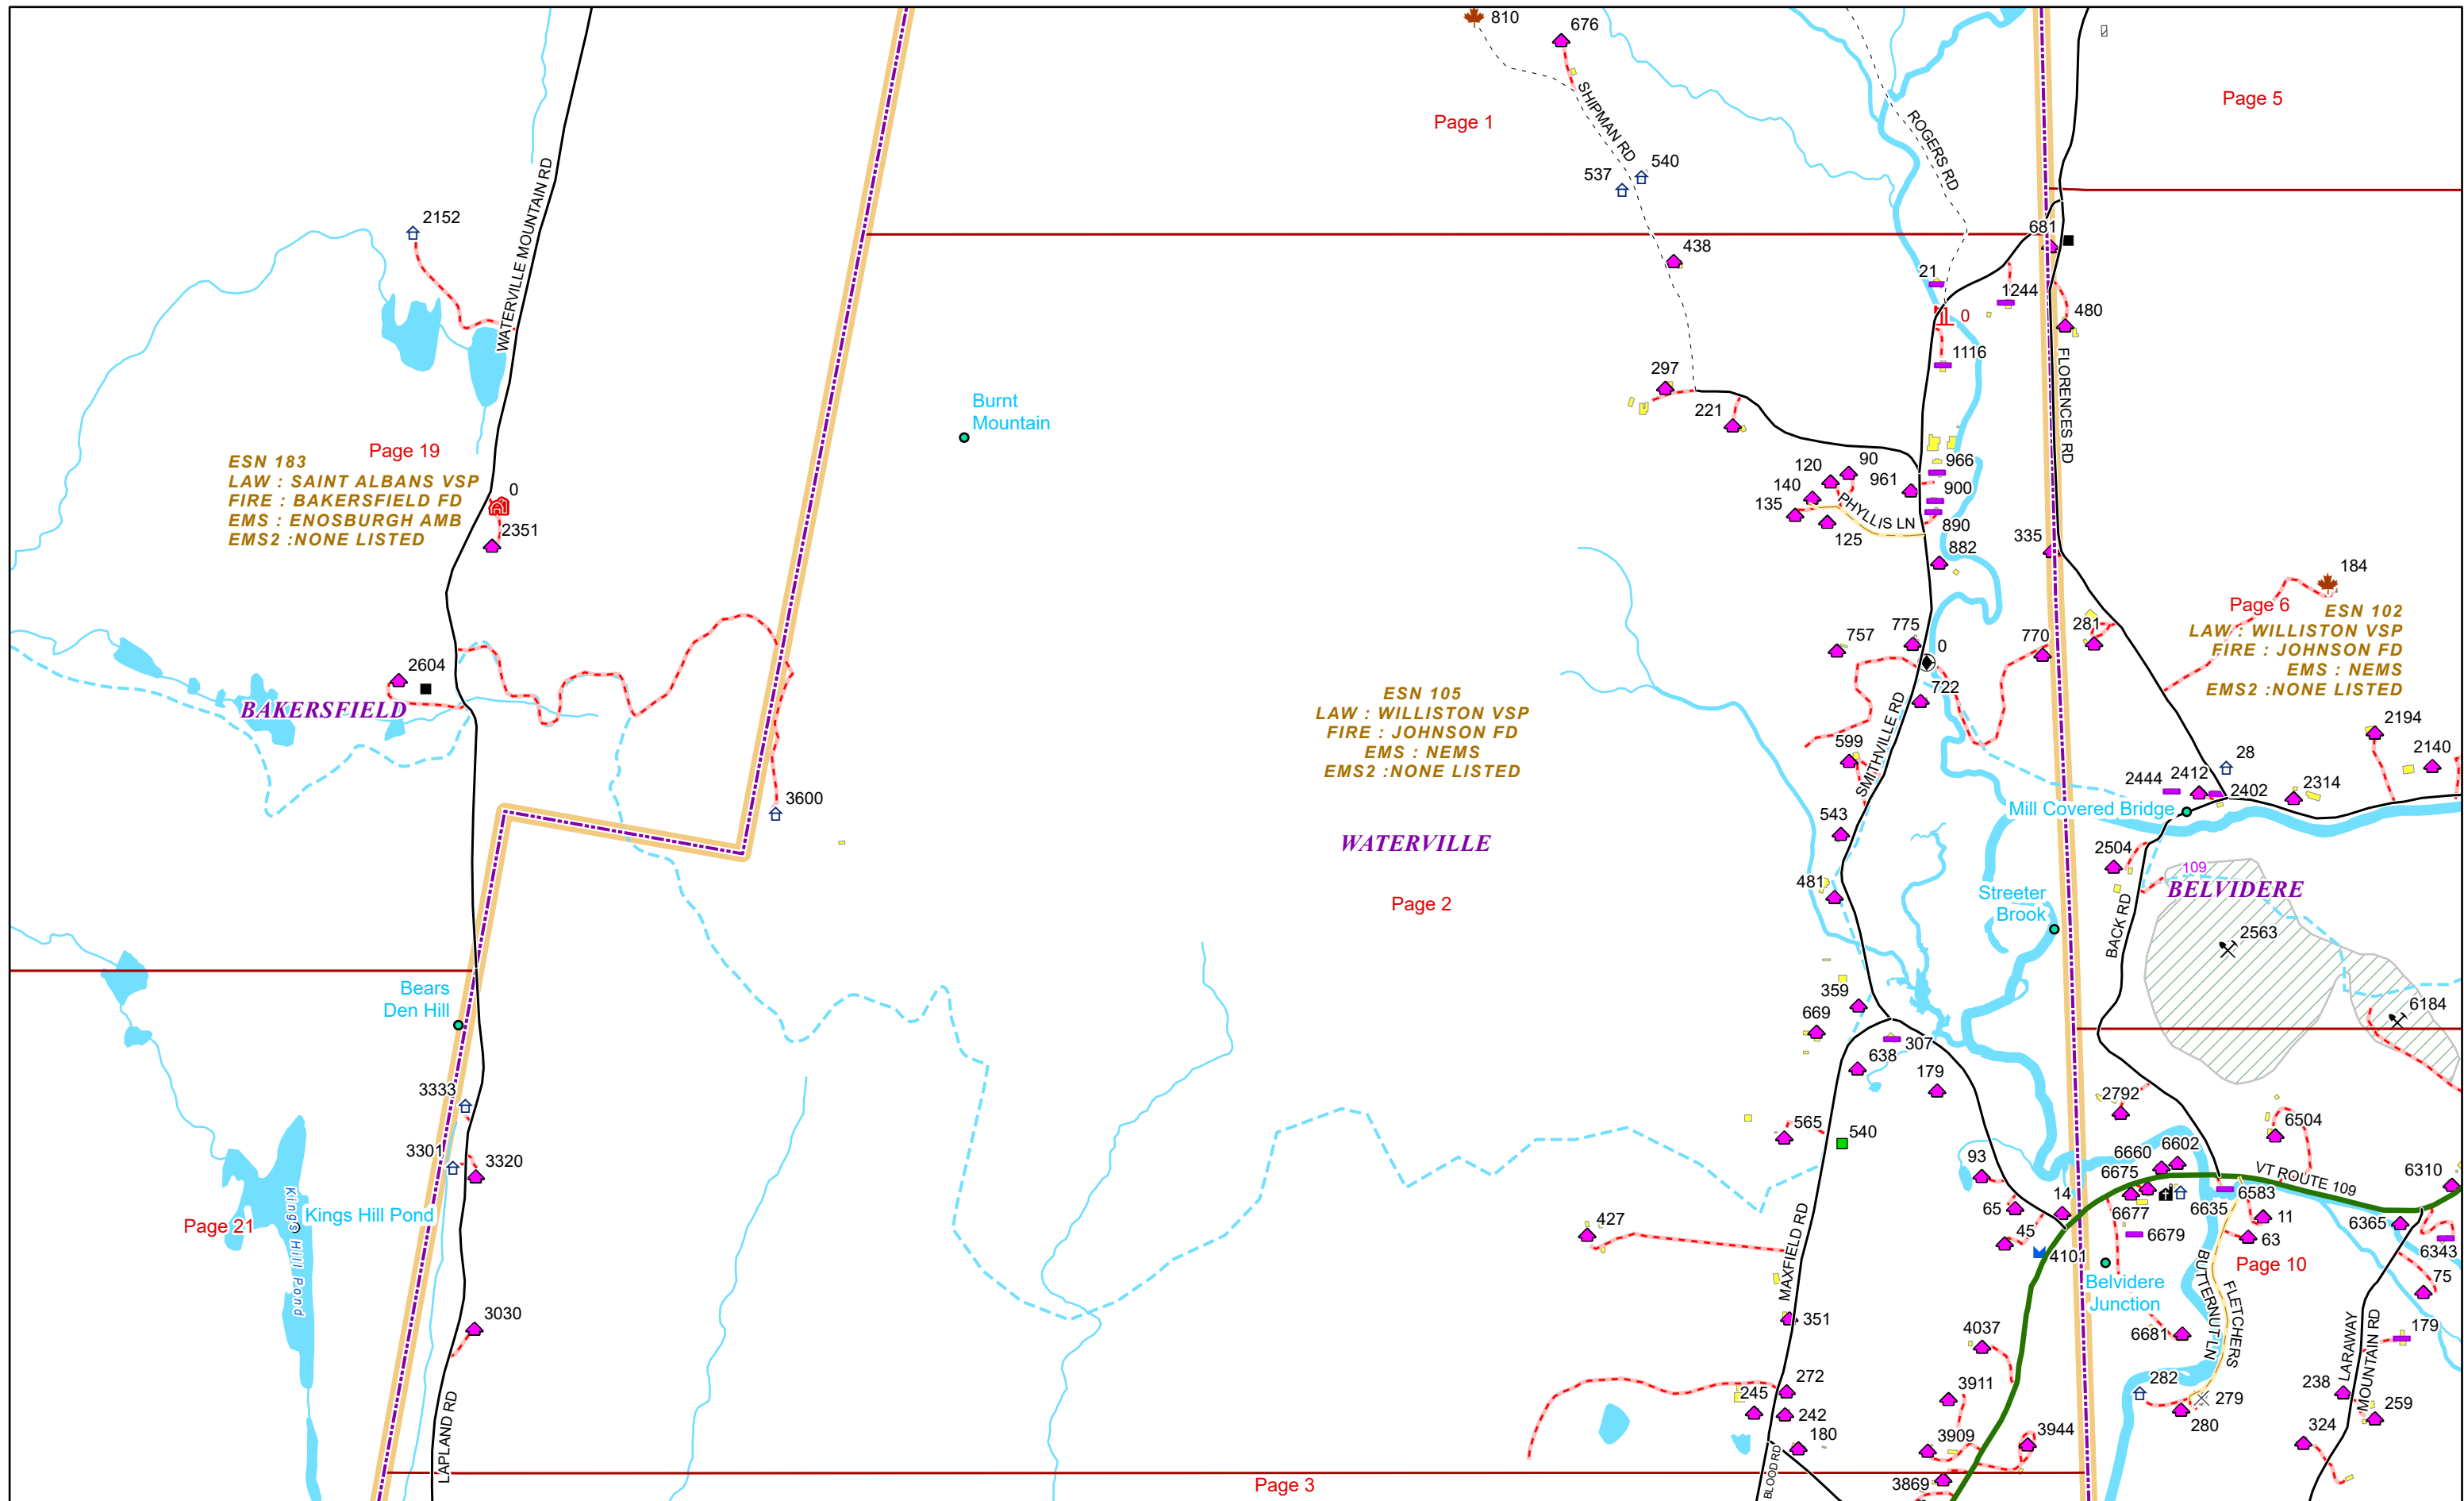 810
676
Page 5
Page 1
SHIPMAN RD
ROGERS RD
540
537
2152
WATERVILLE MOUNTAIN RD
681
438
21
1244
0
480
1116
297
221
FLORENCES RD
Burnt
Mountain
Page 19
ESN 183
LAW : SAINT ALBANS VSP
FIRE : BAKERSFIELD FD
EMS : ENOSBURGH AMB
EMS2 :NONE LISTED
0
2351
120
90
961
966
140
900
135
PHYLLIS LN
890
125
882
335
184
Page 6
ESN 102
LAW : WILLISTON VSP
FIRE : JOHNSON FD
EMS : NEMS
EMS2 :NONE LISTED
757
775
0
770
281
2604
BAKERSFIELD
722
ESN 105
LAW : WILLISTON VSP
FIRE : JOHNSON FD
EMS : NEMS
EMS2 :NONE LISTED
599
SMITHVILLE RD
2194
2140
28
2444
2412
2402
2314
Mill Covered Bridge
3600
543
WATERVILLE
2504
109
BELVIDERE
481
Page 2
Streeter
Brook
BACK RD
2563
Bears
Den Hill
359
669
638
307
179
6184
3333
3301
3320
2792
6504
565
540
93
6660
6602
6675
VT ROUTE 109
6310
Kings Hill Pond
Kings Hill Pond
Page 21
427
MAXFIELD RD
65
14
45
4101
6677
6679
6635
6583
11
63
6365
6343
Page 10
Belvidere
Junction
BUTTERNUT LN
FLETCHERS
75
3030
351
4037
6681
179
LARAWAY
MOUNTAIN RD
272
245
242
180
3911
282
279
280
238
259
324
LAPLAND RD
3909
3944
BLOOD RD
3869
Page 3